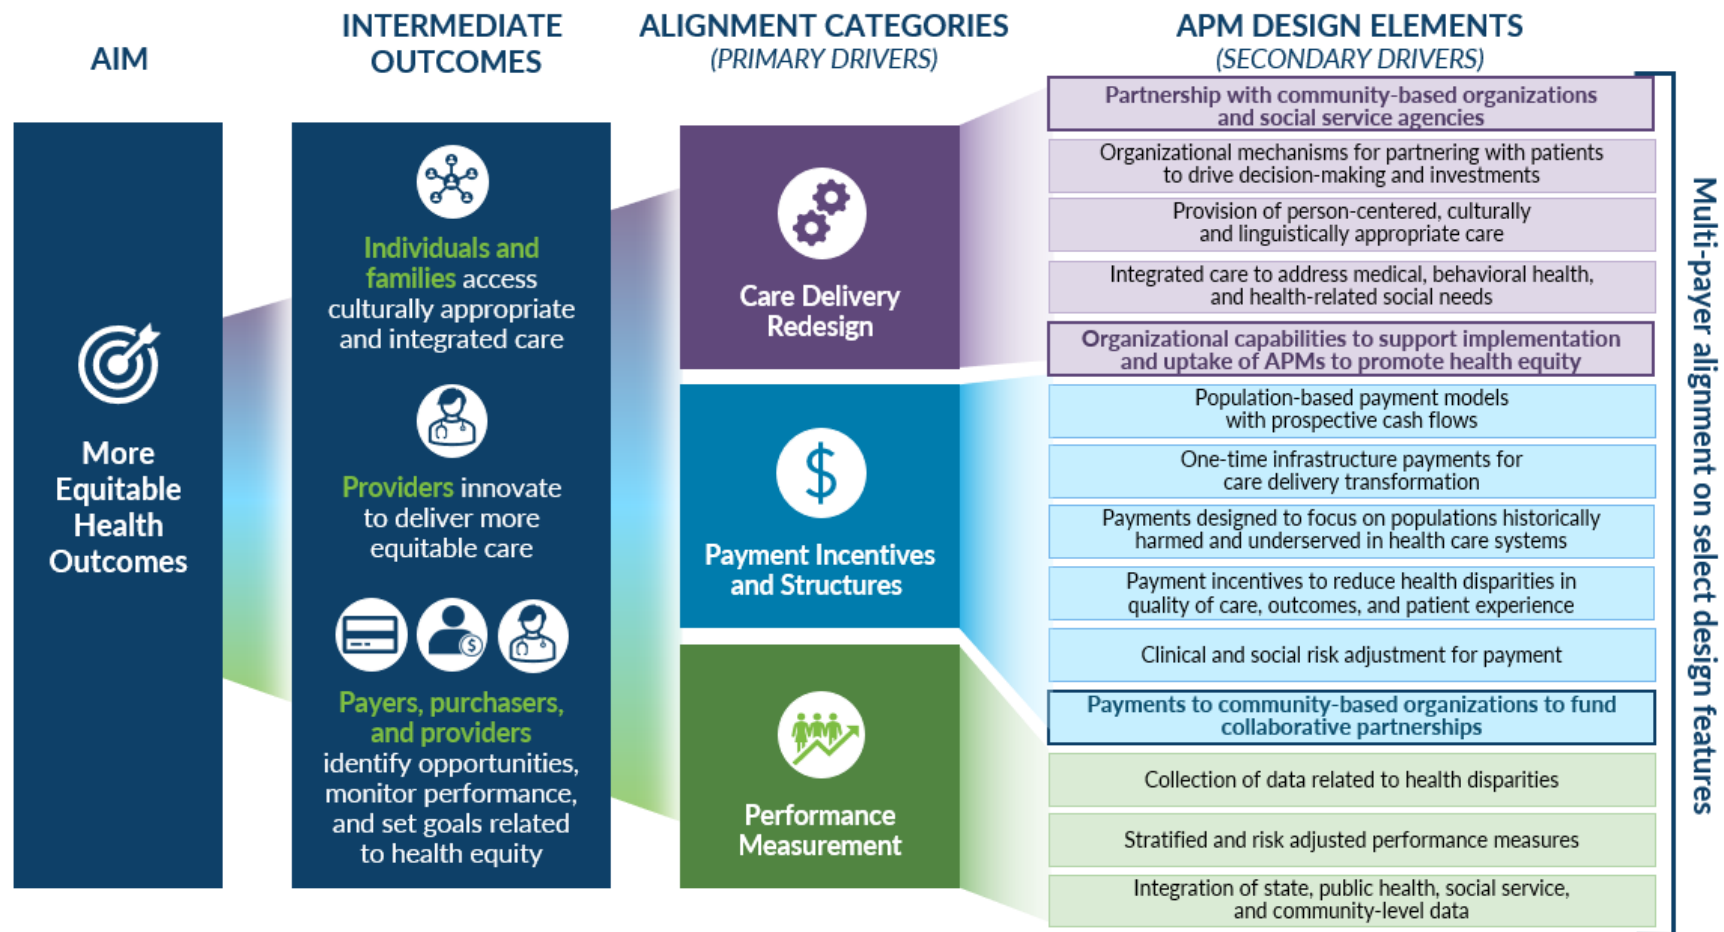 AIM
INTERMEDIATE
OUTCOMES
ALIGNMENT CATEGORIES
(PRIMARY DRIVERS)
APM DESIGN ELEMENTS
(SECONDARY DRIVERS)
More
Equitable
Health
Outcomes
Individuals and
families access
culturally appropriate
and integrated care
Providers innovate
to deliver more
equitable care
$
Payers, purchasers,
and providers
identify opportunities,
monitor performance,
and set goals related
to health equity
Care Delivery
Redesign
$
Payment Incentives
and Structures
Performance
Measurement
Partnership with community-based organizations
and social service agencies
Organizational mechanisms for partnering with patients
to drive decision-making and investments
Provision of person-centered, culturally
and linguistically appropriate care
Integrated care to address medical, behavioral health,
and health-related social needs
Organizational capabilities to support implementation
and uptake of APMs to promote health equity
Population-based payment models
with prospective cash flows
One-time infrastructure payments for
care delivery transformation
Payments designed to focus on populations historically
harmed and underserved in health care systems
Payment incentives to reduce health disparities in
quality of care, outcomes, and patient experience
Clinical and social risk adjustment for payment
Payments to community-based organizations to fund
collaborative partnerships
Collection of data related to health disparities
Stratified and risk adjusted performance measures
Integration of state, public health, social service,
and community-level data
Multi-payer alignment on select design features